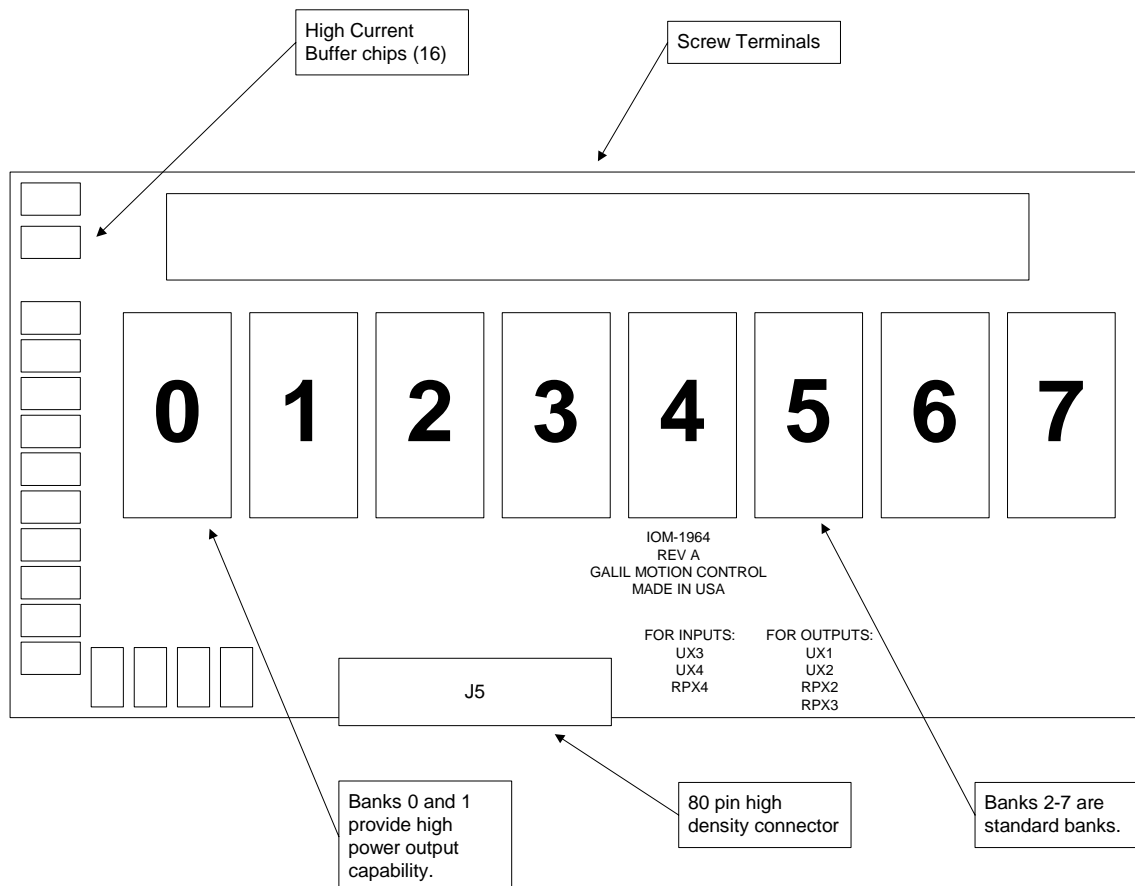 High Current
Buffer chips (16)
Screw Terminals
0
1
2
3
4
5
6
7
IOM-1964
REV A
GALIL MOTION CONTROL
MADE IN USA
FOR INPUTS:
UX3
UX4
RPX4
FOR OUTPUTS:
UX1
UX2
RPX2
RPX3
J5
Banks 0 and 1
provide high
power output
capability.
80 pin high
density connector
Banks 2-7 are
standard banks.